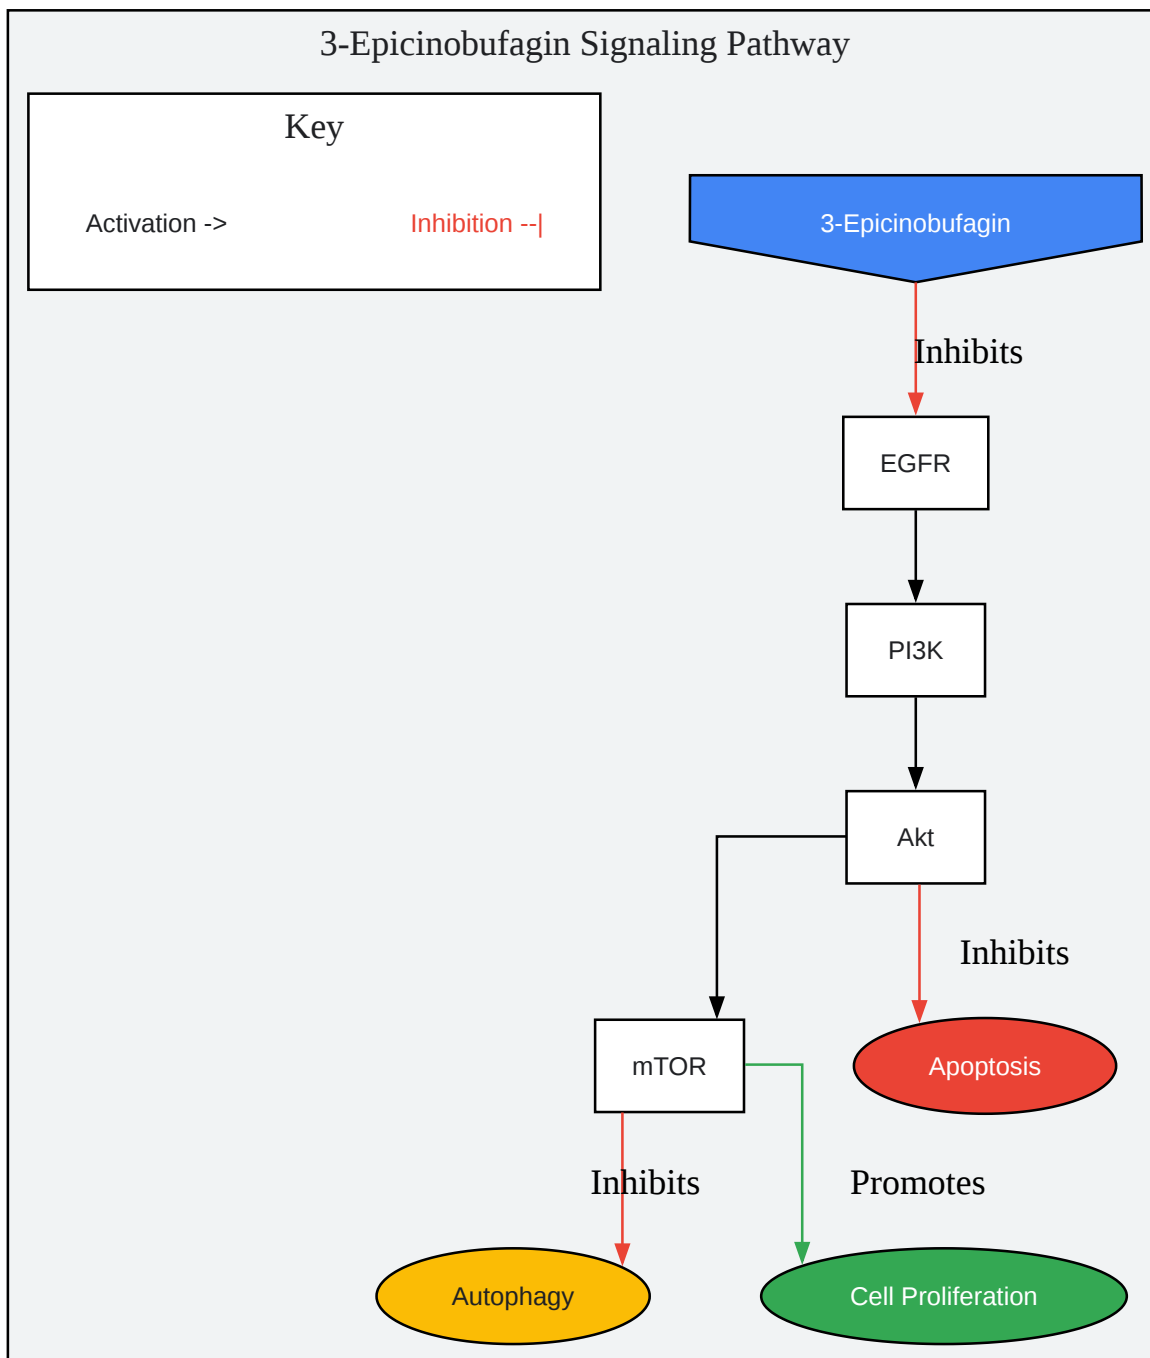 3-Epicinobufagin Signaling Pathway
Key
Activation ->
Inhibition --|
3-Epicinobufagin
Inhibits
EGFR
PI3K
Akt
Inhibits
mTOR
Apoptosis
Inhibits
Promotes
Autophagy
Cell Proliferation